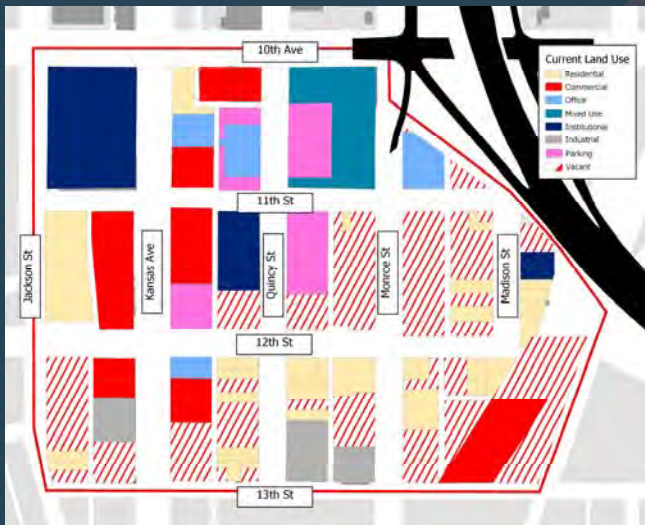 10th Ave
Current Land Use
Residential
Commercial
Office
Mixed Use
Institutional
Industrial
Parking
Vacant
11th St
Jackson St
Kansas Ave
Quincy St
Monroe St
Madison St
12th St
13th St